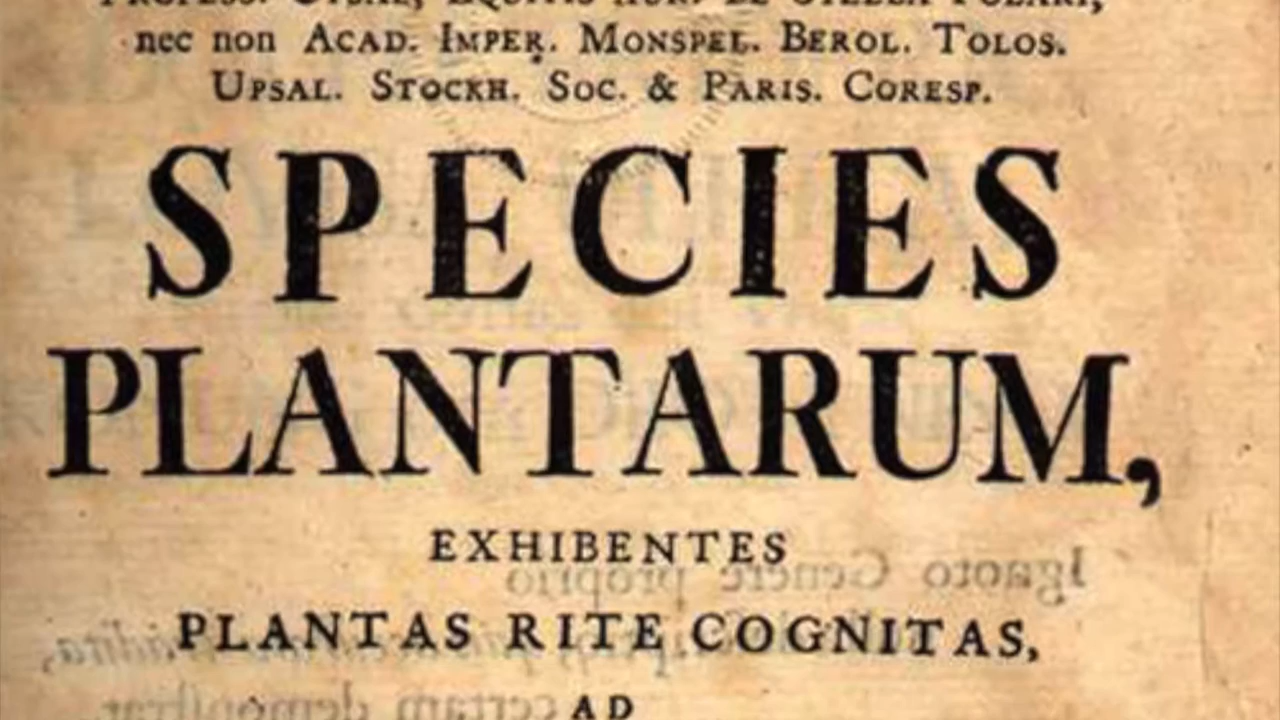 nec non ACAD. IMPER. MONSPEL. BEROL. TOLOS.
UPSAL. STOCKH. SOC. & PARIS. CORESP.
SPECIES
PLANTARUM,
EXHIBENTES
PLANTAS RITE COGNITAS,
AD